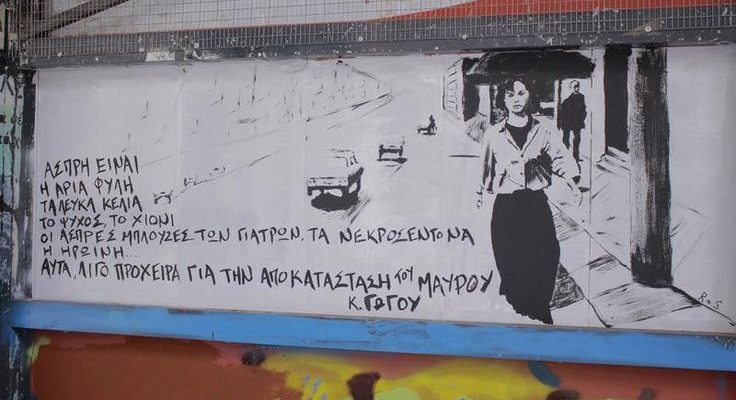 ΑΣΠΡΗ ΕΙΝΑΙ
Η ΑΡΙΑ ΦΥΛΗ
ΤΑ ΛΕΥΚΑ ΚΕΛΙΑ
ΤΟ ΨΥΧΟΣ, ΤΟ ΧΙΟΝΙ
ΟΙ ΑΣΠΡΕΣ ΜΠΛΟΥΖΕΣ ΤΩΝ ΓΙΑΤΡΩΝ, ΤΑ ΝΕΚΡΟΣΕΝΤΟΝΑ
Η ΗΡΩΙΝΗ...
ΑΥΤΑ, ΛΙΓΟ ΠΡΟΧΕΙΡΑ ΓΙΑ ΤΗΝ ΑΠΟΚΑΤΑΣΤΑΣΗ ΤΟΥ ΜΑΥΡΟΥ
Κ. ΓΩΓΟΥ
R+S